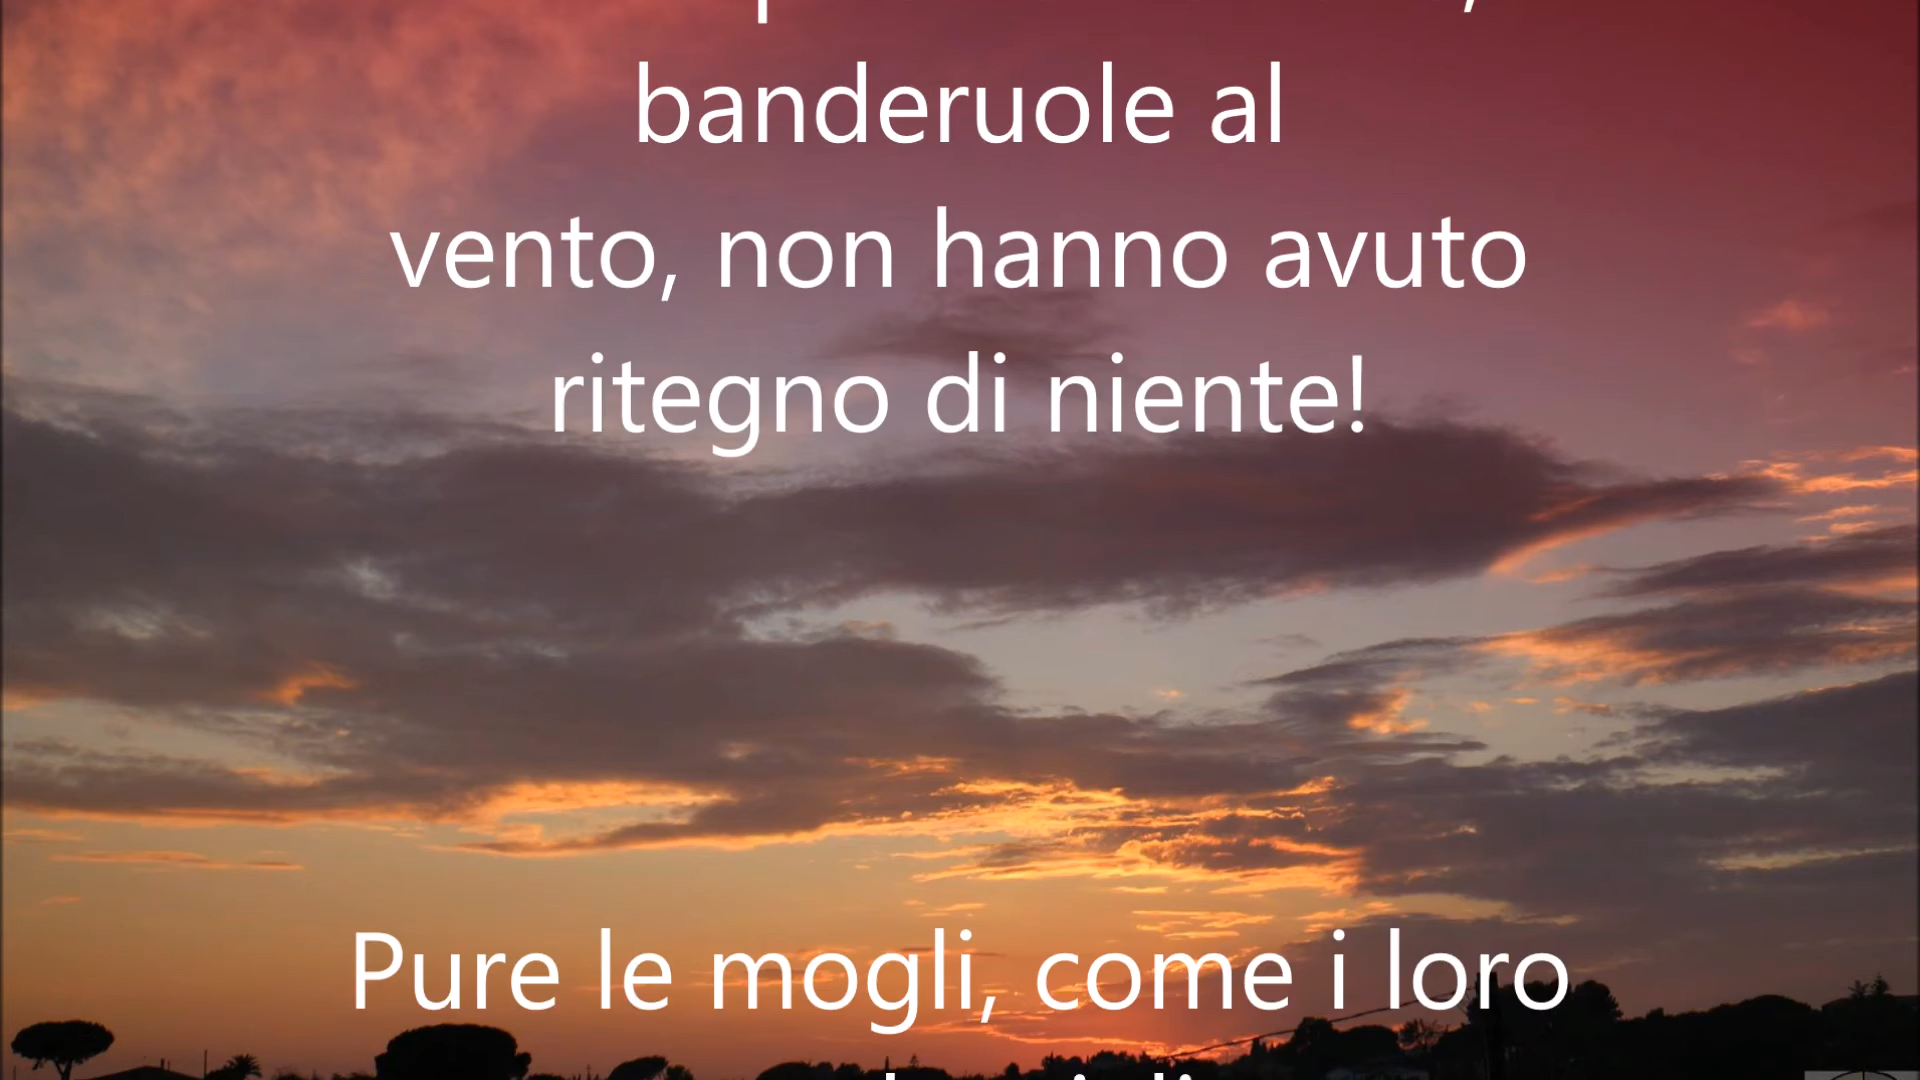 banderuole al
vento, non hanno avuto
ritegno di niente!
Pure le mogli, come i loro